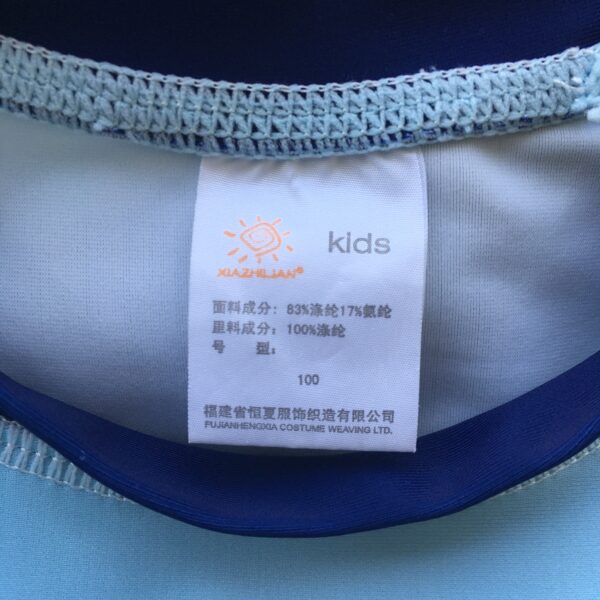 kids
XIAZHIJIAN®
面料成分：83%涤纶17%氨纶
里料成分：100%涤纶
号 型：
100
福建省恒夏服饰织造有限公司
FUJIANHENGXIA COSTUME WEAVING LTD.